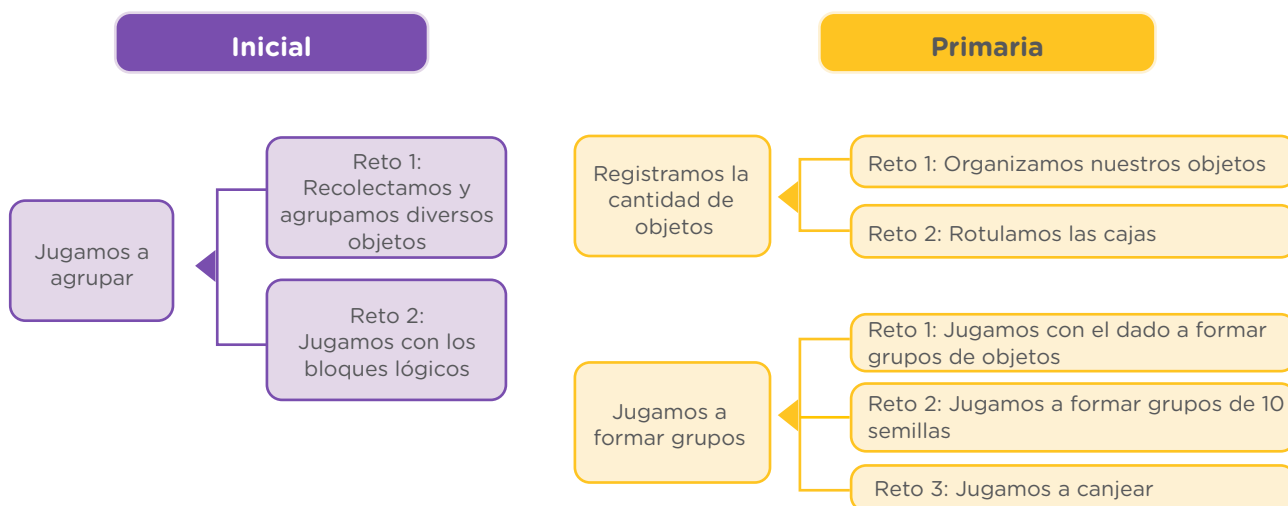 Inicial
Jugamos a
agrupar
Reto 1:
Recolectamos y
agrupamos diversos
objetos
Reto 2:
Jugamos con los
bloques lógicos
Primaria
Registramos la
cantidad de
objetos
Reto 1: Organizamos nuestros objetos
Reto 2: Rotulamos las cajas
Jugamos a
formar grupos
Reto 1: Jugamos con el dado a formar
grupos de objetos
Reto 2: Jugamos a formar grupos de 10
semillas
Reto 3: Jugamos a canjear